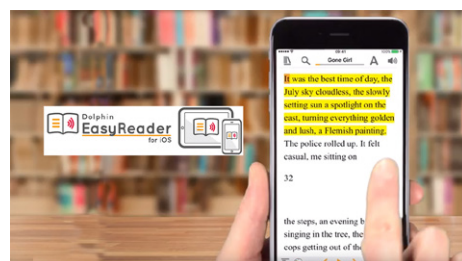 Dolphin
EasyReader
for iOS
09:41
Gone Girl
A
It was the best time of day, the
July sky cloudless, the slowly
setting sun a spotlight on the
east, turning everything golden
and lush, a Flemish painting.
The police rolled up. It felt
casual, me sitting on
32
the steps, an evening
singing in the tree, the
cops getting out of the